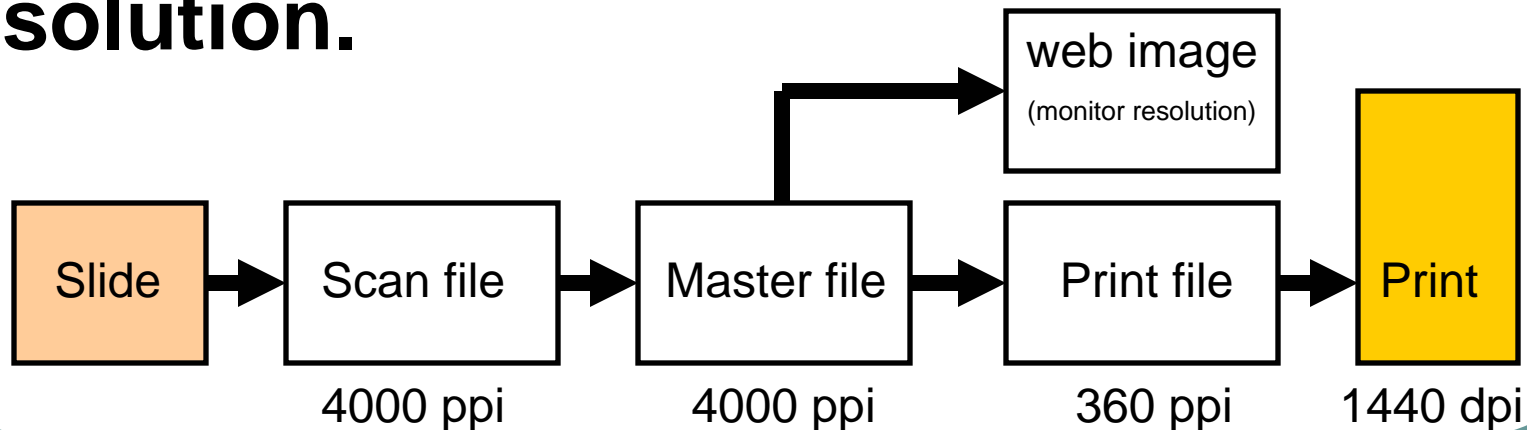 solution.
web image
(monitor resolution)
Slide
Scan file
Master file
Print file
Print
4000 ppi
4000 ppi
360 ppi
1440 dpi